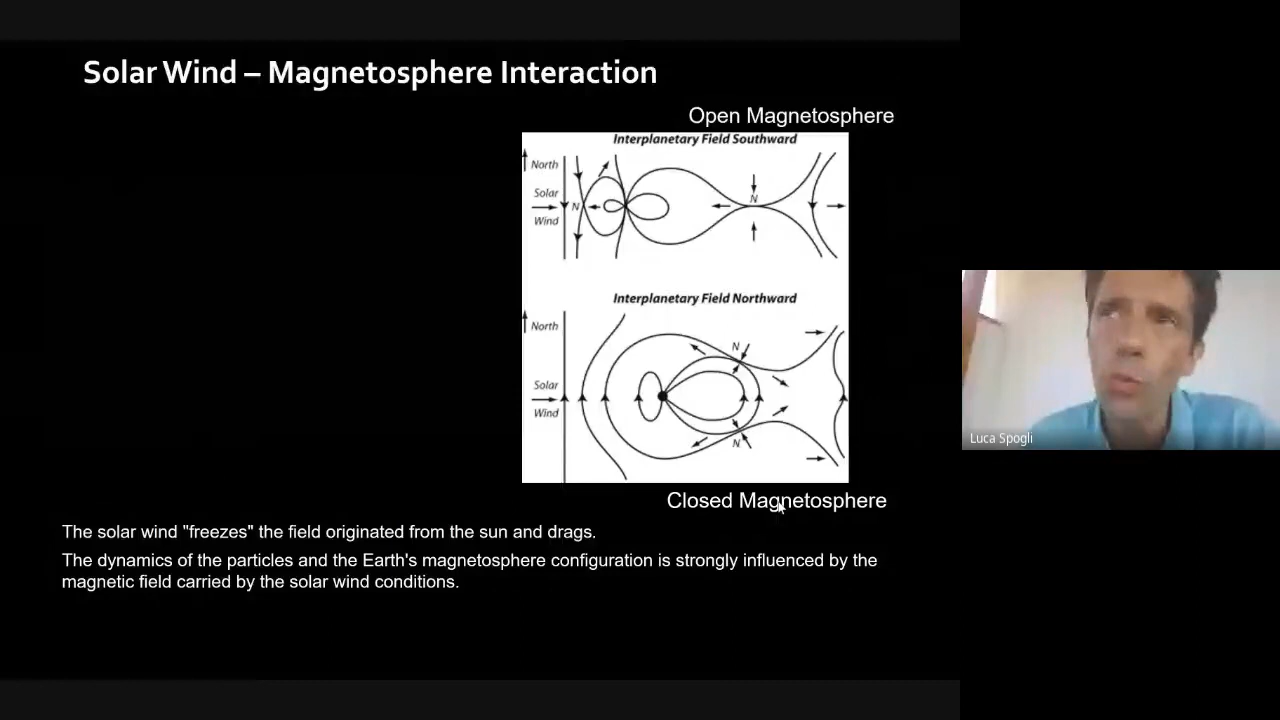 Solar Wind – Magnetosphere Interaction
Open Magnetosphere
Interplanetary Field Southward
North
Solar
N
N
Wind
Interplanetary Field Northward
North
N
Solar
Wind
N
Luca Spogli
Closed Magnetosphere
The solar wind "freezes" the field originated from the sun and drags.
The dynamics of the particles and the Earth's magnetosphere configuration is strongly influenced by the
magnetic field carried by the solar wind conditions.